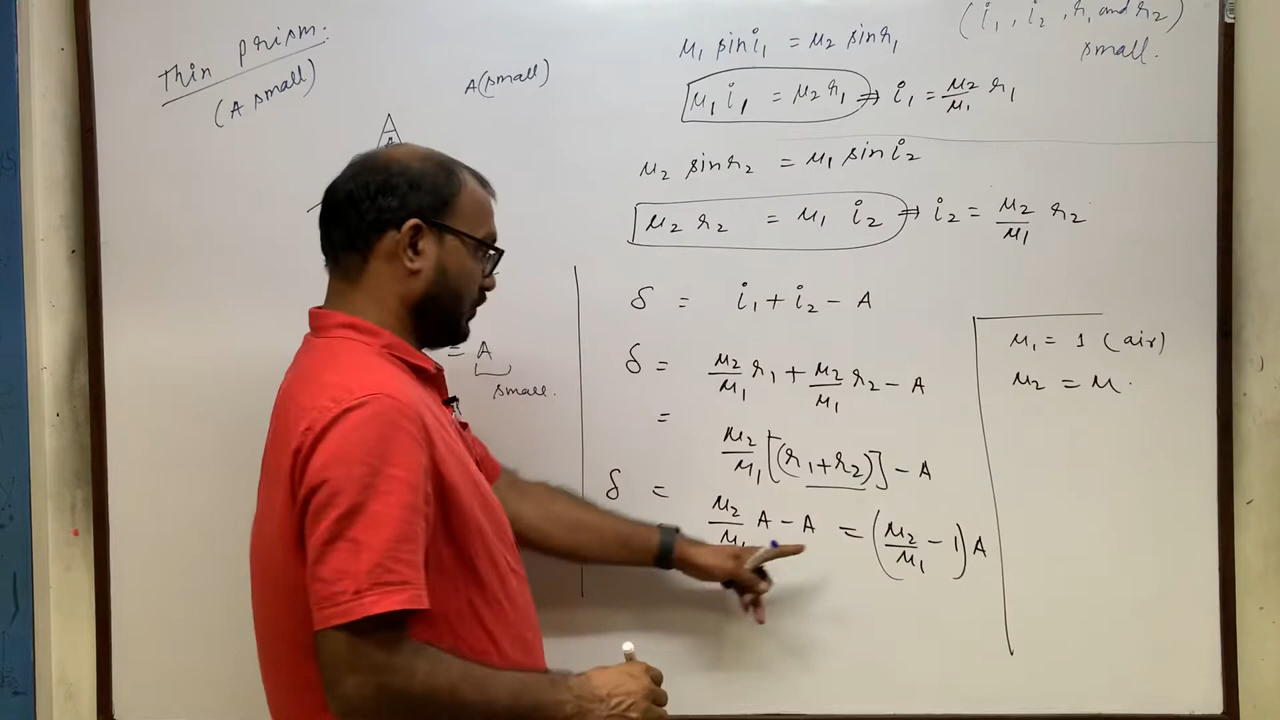 Thin prism:
(A small)
A(small)
A
= A
small.
(i₁, i₂, r₁ and r₂)
small.
μ₁ sin i₁ = μ₂ sin r₁
μ₁ i₁ = μ₂ r₁ ⇒ i₁ = μ₂/μ₁ r₁
μ₂ sin r₂ = μ₁ sin i₂
μ₂ r₂ = μ₁ i₂ ⇒ i₂ = μ₂/μ₁ r₂
δ = i₁ + i₂ - A
δ = μ₂/μ₁ r₁ + μ₂/μ₁ r₂ - A
= μ₂/μ₁ [(r₁+r₂)] - A
δ = μ₂/μ₁ A - A = (μ₂/μ₁ - 1) A
μ₁ = 1 (air)
μ₂ = μ.